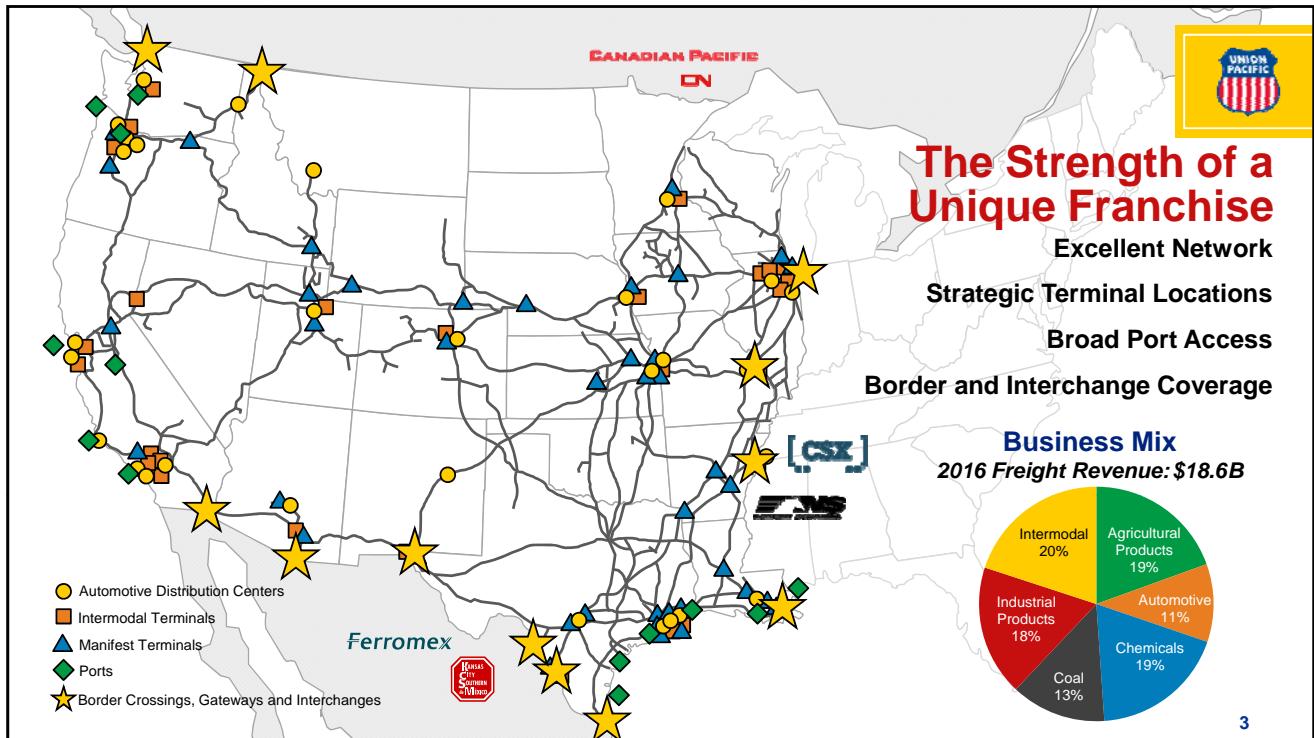 CANADIAN PACIFIC
CN
UNION
PACIFIC
The Strength of a
Unique Franchise
Excellent Network
Strategic Terminal Locations
Broad Port Access
Border and Interchange Coverage
[CSX]
NS
Business Mix
2016 Freight Revenue: $18.6B
Intermodal
20%
Agricultural
Products
19%
Industrial
Products
18%
Automotive
11%
Chemicals
19%
Coal
13%
Automotive Distribution Centers
Intermodal Terminals
Manifest Terminals
Ports
Border Crossings, Gateways and Interchanges
Ferromex
KANSAS
CITY
SOUTHERN
de MEXICO
3